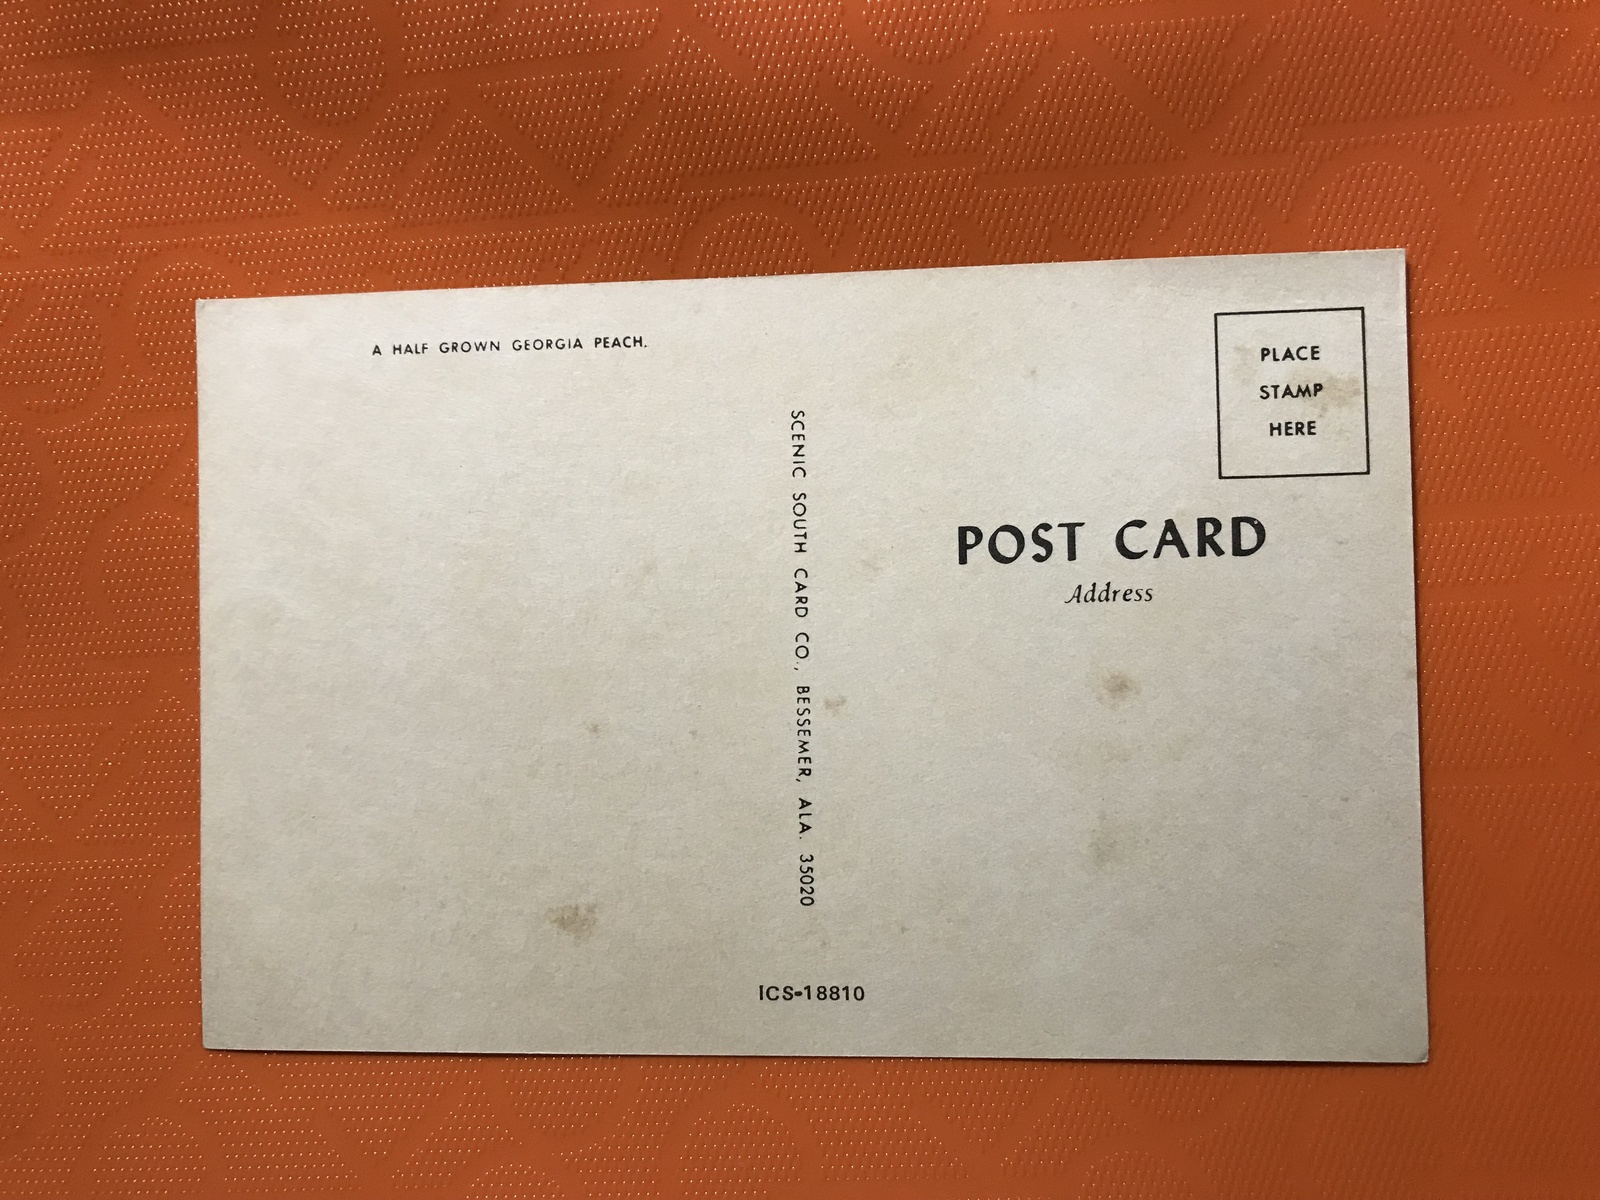 A HALF GROWN GEORGIA PEACH.
SCENIC SOUTH CARD CO., BESSEMER, ALA. 35020
PLACE
STAMP
HERE
POST CARD
Address
ICS-18810